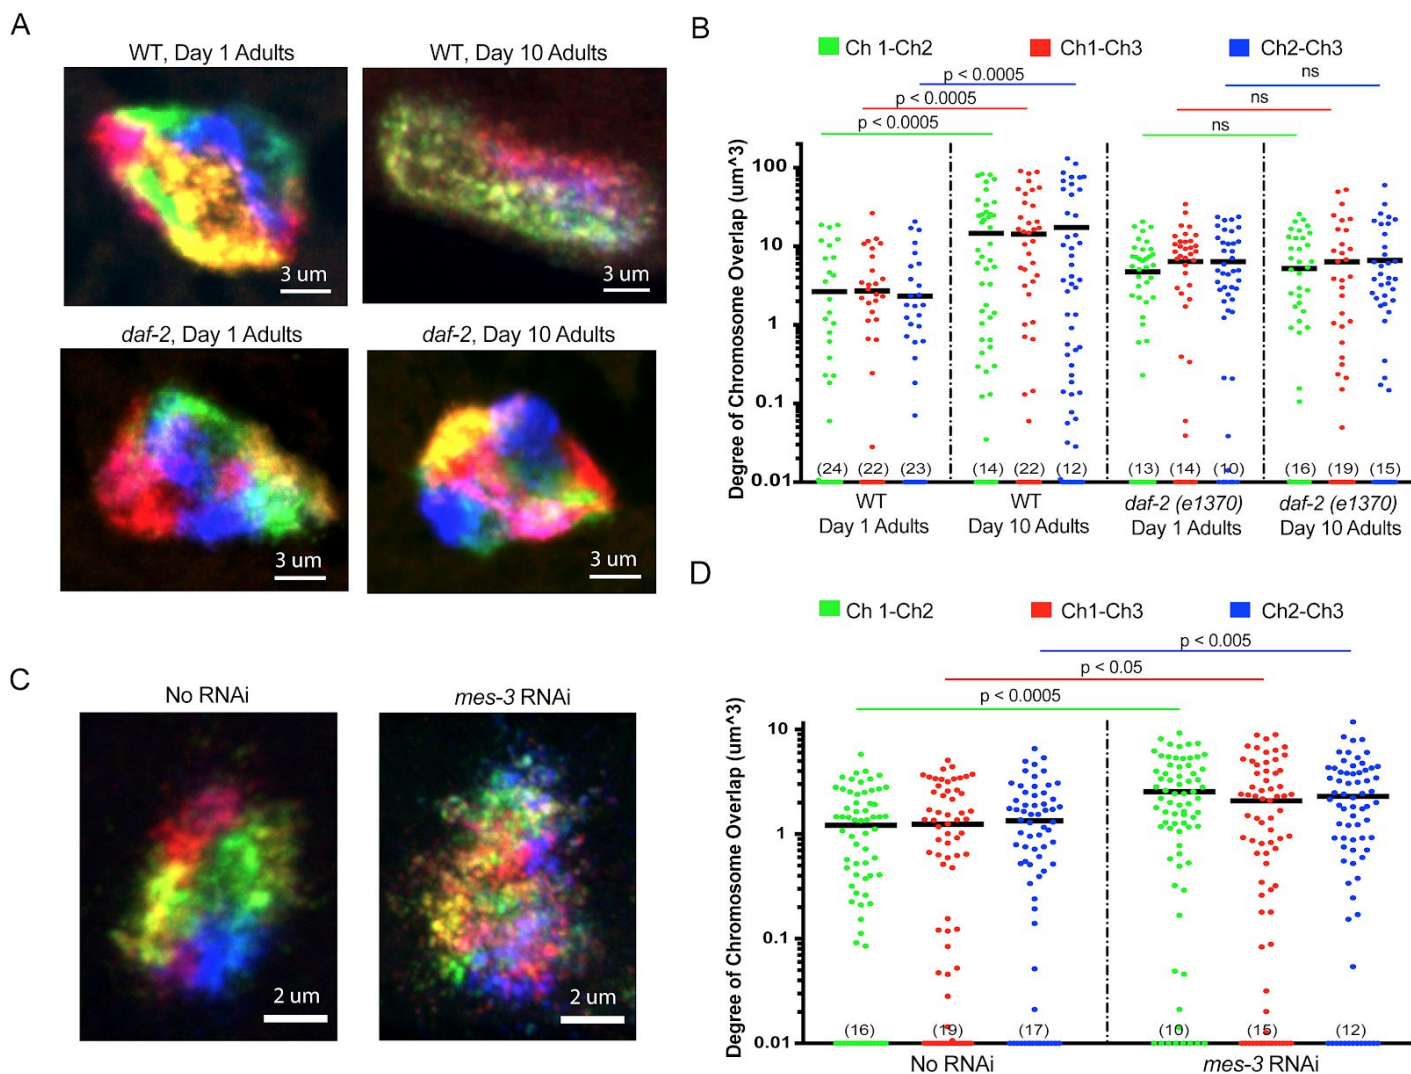 A
WT, Day 1 Adults
WT, Day 10 Adults
3 um
3 um
daf-2, Day 1 Adults
daf-2, Day 10 Adults
3 um
3 um
B
Ch 1-Ch2
Ch1-Ch3
Ch2-Ch3
p < 0.0005
p < 0.0005
p < 0.0005
ns
ns
ns
Degree of Chromosome Overlap (um^3)
100
10
1
0.1
0.01
(24) (22) (23) (14) (22) (12) (13) (14) (10) (16) (19) (15)
WT
Day 1 Adults
WT
Day 10 Adults
daf-2 (e1370)
Day 1 Adults
daf-2 (e1370)
Day 10 Adults
C
No RNAi
mes-3 RNAi
2 um
2 um
D
Ch 1-Ch2
Ch1-Ch3
Ch2-Ch3
p < 0.005
p < 0.05
p < 0.0005
Degree of Chromosome Overlap (um^3)
10
1
0.1
0.01
(16) (19) (17) (10) (15) (12)
No RNAi
mes-3 RNAi